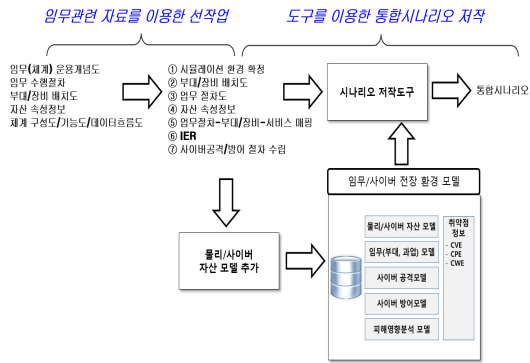 임무관련 자료를 이용한 선작업
도구를 이용한 통합시나리오 저작
임무(체계) 운용개념도
임무 수행절차
부대/장비 배치도
자산 속성정보
체계 구성도/기능도/데이터흐름도
① 시뮬레이션 환경 확정
② 부대/장비 배치도
③ 업무 절차도
④ 자산 속성정보
⑤ 업무절차-부대/장비-서비스 매핑
⑥ IER
⑦ 사이버공격/방어 절차 수립
시나리오 저작도구
통합시나리오
임무/사이버 전장 환경 모델
물리/사이버
자산 모델 추가
물리/사이버 자산 모델
임무(부대, 과업) 모델
사이버 공격모델
사이버 방어모델
피해영향분석 모델
취약점
정보
- CVE
- CPE
- CWE